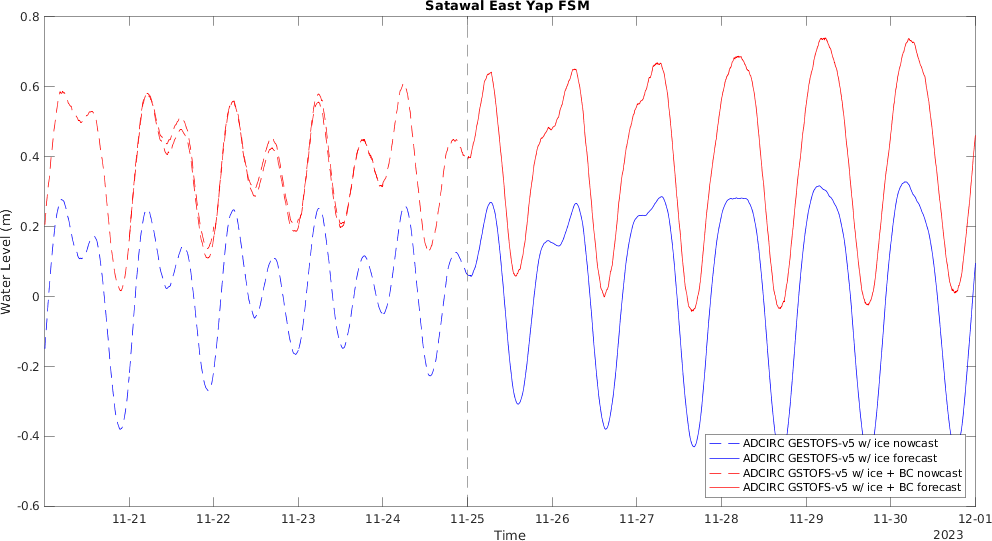 Satawal East Yap FSM
0.8
0.6
0.4
0.2
0
-0.2
-0.4
-0.6
Water Level (m)
ADCIRC GESTOFS-v5 w/ ice nowcast
ADCIRC GESTOFS-v5 w/ ice forecast
ADCIRC GSTOFS-v5 w/ ice + BC nowcast
ADCIRC GSTOFS-v5 w/ ice + BC forecast
11-21 11-22 11-23 11-24 11-25 11-26 11-27 11-28 11-29 11-30 12-01
Time
2023